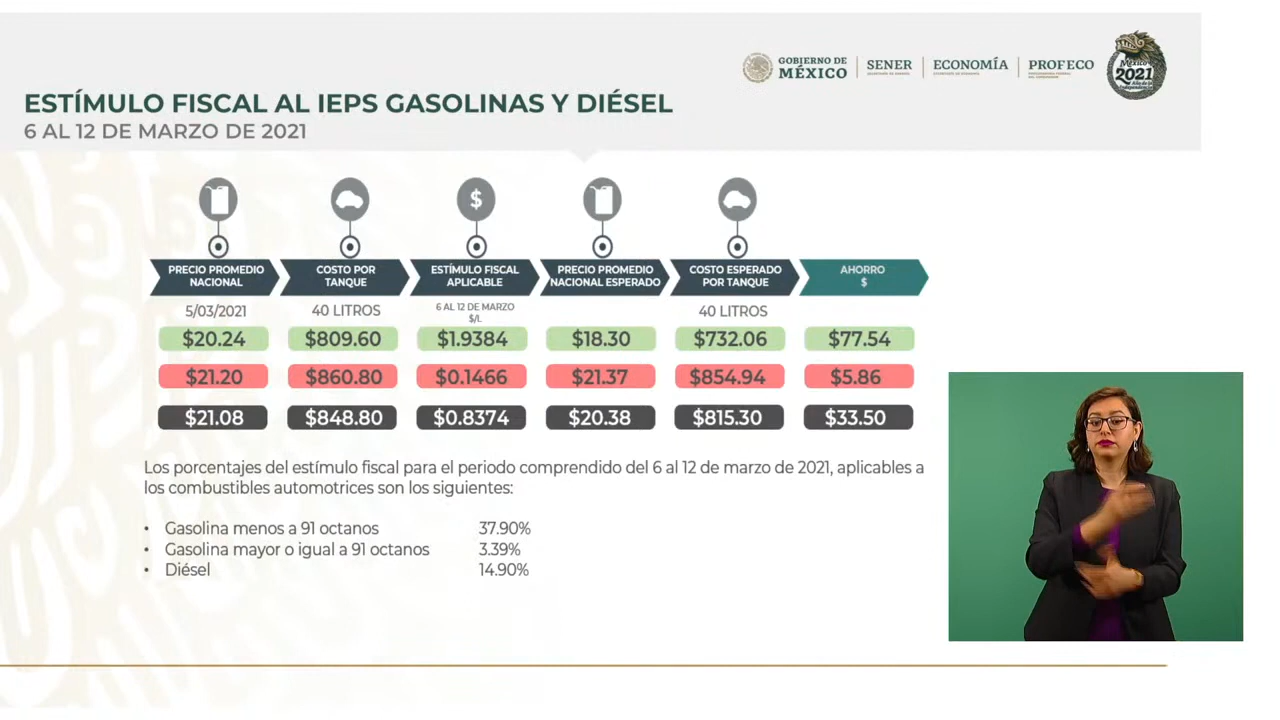 GOBIERNO DE
MÉXICO
SENER
ECONOMÍA
PROFECO
México
2021
ESTÍMULO FISCAL AL IEPS GASOLINAS Y DIÉSEL
6 AL 12 DE MARZO DE 2021
PRECIO PROMEDIO
NACIONAL
COSTO POR
TANQUE
ESTÍMULO FISCAL
APLICABLE
PRECIO PROMEDIO
NACIONAL ESPERADO
COSTO ESPERADO
POR TANQUE
AHORRO
$
5/03/2021
40 LITROS
6 AL 12 DE MARZO
$/L
40 LITROS
$20.24 $809.60 $1.9384 $18.30 $732.06 $77.54
$21.20 $860.80 $0.1466 $21.37 $854.94 $5.86
$21.08 $848.80 $0.8374 $20.38 $815.30 $33.50
Los porcentajes del estímulo fiscal para el periodo comprendido del 6 al 12 de marzo de 2021, aplicables a
los combustibles automotrices son los siguientes:
• Gasolina menos a 91 octanos 37.90%
• Gasolina mayor o igual a 91 octanos 3.39%
• Diésel 14.90%